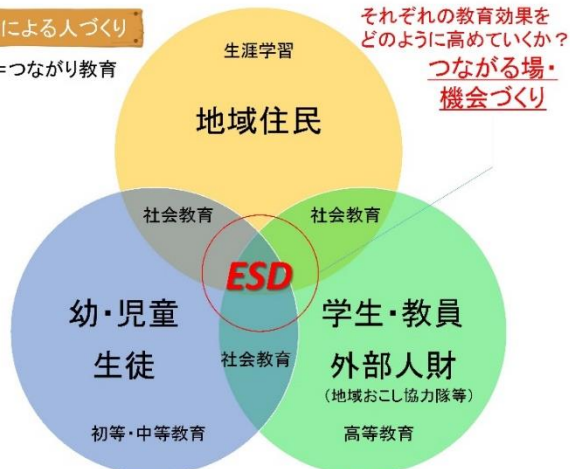 による人づくり
=つながり教育
それぞれの教育効果を
どのように高めていくか？
つながる場・
機会づくり
生涯学習
地域住民
社会教育
社会教育
ESD
幼・児童
生徒
社会教育
学生・教員
外部人財
(地域おこし協力隊等)
初等・中等教育
高等教育